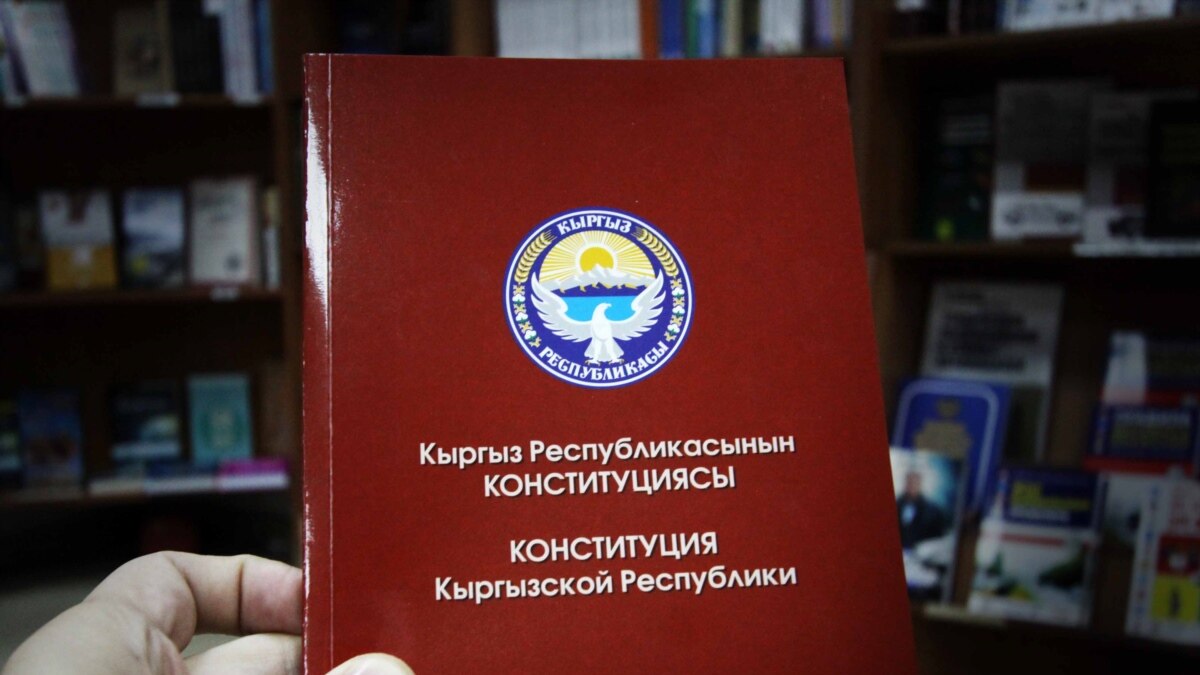 КЫРГЫЗ
РЕСПУБЛИКАСЫ
Кыргыз Республикасынын
КОНСТИТУЦИЯСЫ
КОНСТИТУЦИЯ
Кыргызской Республики